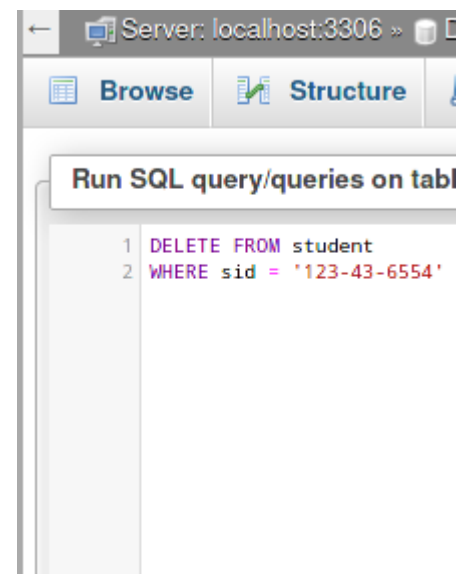 ← Server: localhost:3306 »
Browse Structure
Run SQL query/queries on
1 DELETE FROM student
2 WHERE sid = '123-43-6554'